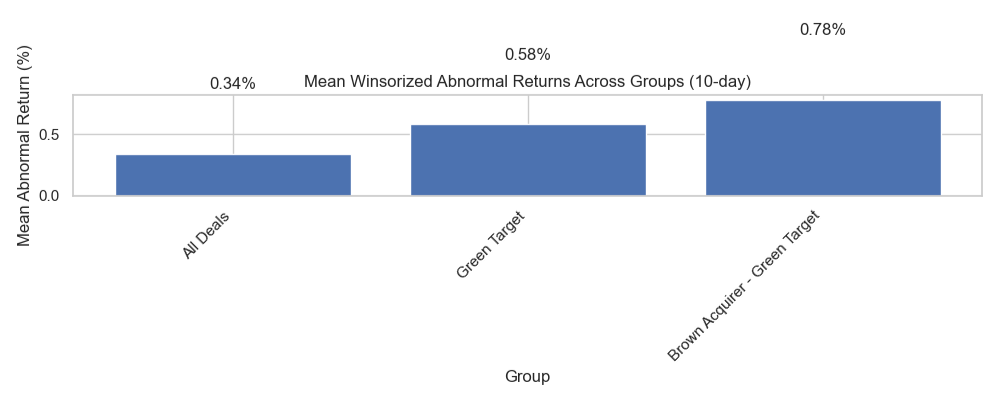 0.78%
0.58%
0.34%
Mean Winsorized Abnormal Returns Across Groups (10-day)
Mean Abnormal Return (%)
0.5
0.0
All Deals
Green Target
Brown Acquirer - Green Target
Group